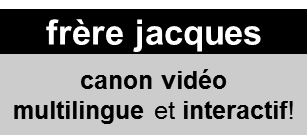 frère jacques
canon vidéo
multilingue et interactif!